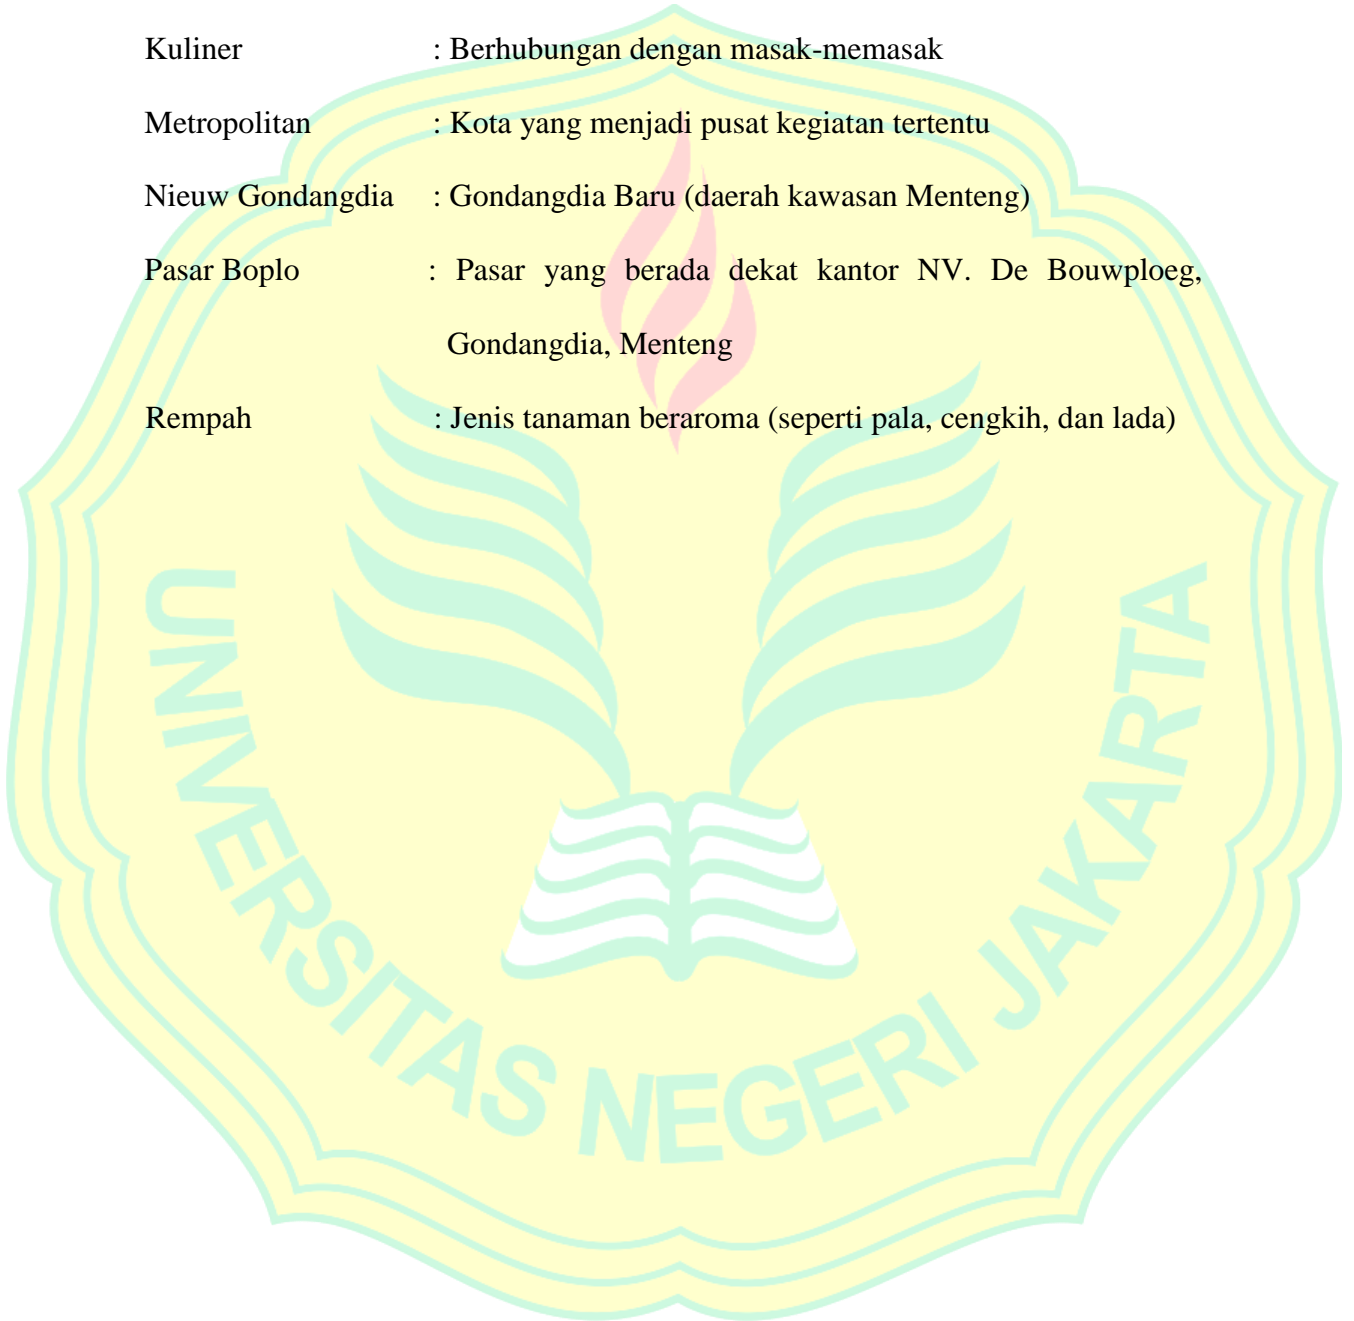 Kuliner : Berhubungan dengan masak-memasak
Metropolitan : Kota yang menjadi pusat kegiatan tertentu
Nieuw Gondangdia : Gondangdia Baru (daerah kawasan Menteng)
Pasar Boplo : Pasar yang berada dekat kantor NV. De Bouwploeg,
Gondangdia, Menteng
Rempah : Jenis tanaman beraroma (seperti pala, cengkih, dan lada)
UNIVERSITAS NEGERI JAKARTA